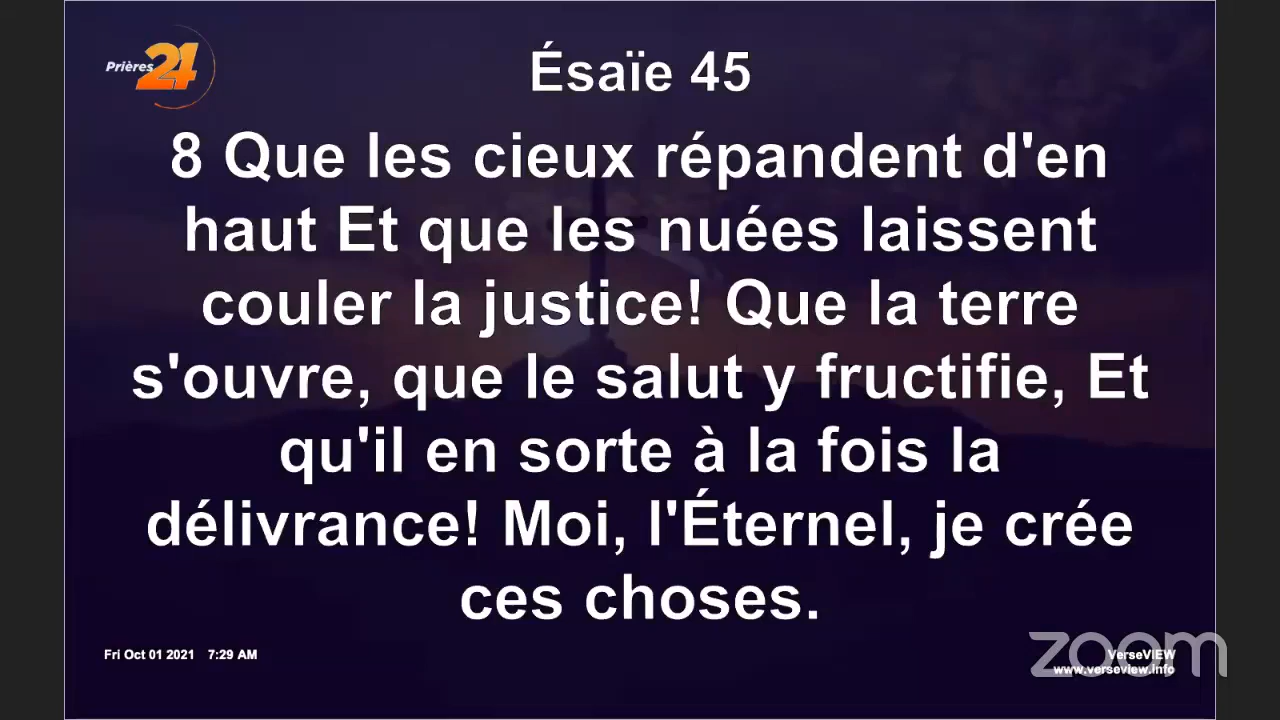 Prières 24
Ésaïe 45
8 Que les cieux répandent d'en
haut Et que les nuées laissent
couler la justice! Que la terre
s'ouvre, que le salut y fructifie, Et
qu'il en sorte à la fois la
délivrance! Moi, l'Éternel, je crée
ces choses.
Fri Oct 01 2021 7:29 AM
zoom
VerseVIEW
www.verseview.info